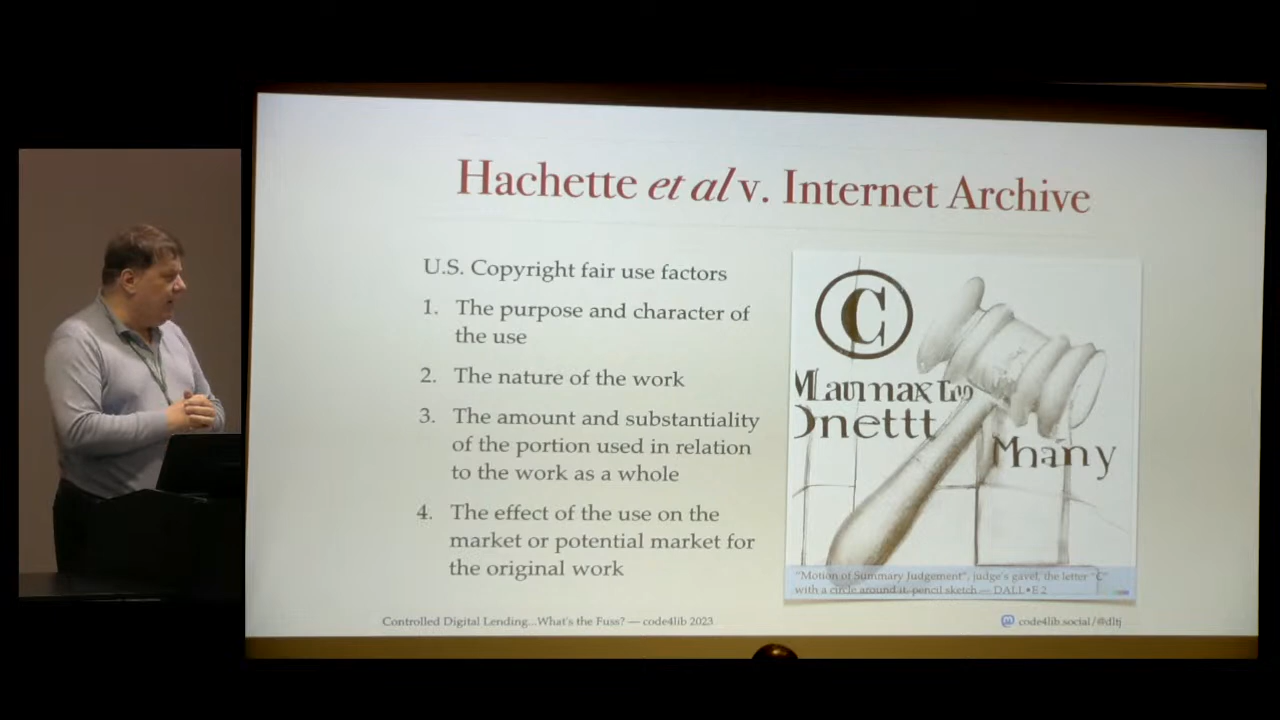 Hachette et al v. Internet Archive
U.S. Copyright fair use factors
1. The purpose and character of
the use
2. The nature of the work
3. The amount and substantiality
of the portion used in relation
to the work as a whole
4. The effect of the use on the
market or potential market for
the original work
C
Onettt
Mhany
"Motion of Summary Judgement", judge's gavel, the letter "C"
with a circle around it, pencil sketch — DALL•E 2
Controlled Digital Lending...What's the Fuss? — code4lib 2023
code4lib.social/@dltj